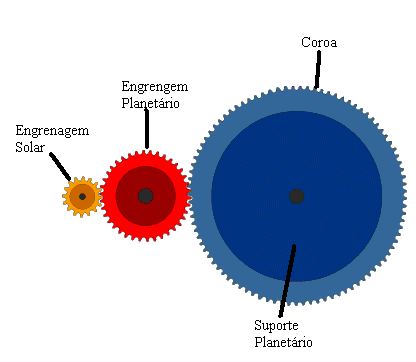 Coroa
Engrengem
Planetário
Engrenagem
Solar
Suporte
Planetário